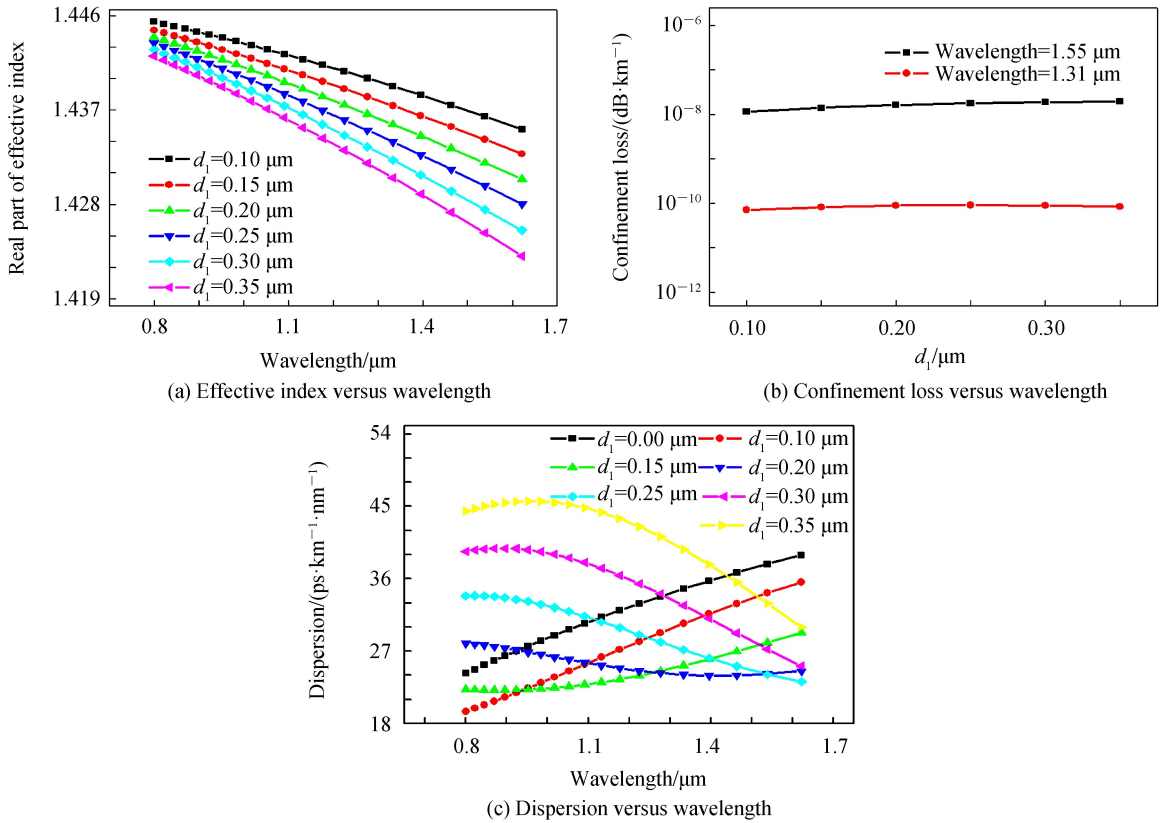 1.446
1.437
1.428
1.419
Real part of effective index
d₁=0.10 μm
d₁=0.15 μm
d₁=0.20 μm
d₁=0.25 μm
d₁=0.30 μm
d₁=0.35 μm
0.8 1.1 1.4 1.7
Wavelength/μm
(a) Effective index versus wavelength
10⁻⁶
10⁻⁸
10⁻¹⁰
10⁻¹²
Confinement loss/(dB·km⁻¹)
Wavelength=1.55 μm
Wavelength=1.31 μm
0.10 0.20 0.30
d₁/μm
(b) Confinement loss versus wavelength
54
45
36
27
18
Dispersion/(ps·km⁻¹·nm⁻¹)
d₁=0.00 μm d₁=0.10 μm
d₁=0.15 μm d₁=0.20 μm
d₁=0.25 μm d₁=0.30 μm
d₁=0.35 μm
0.8 1.1 1.4 1.7
Wavelength/μm
(c) Dispersion versus wavelength